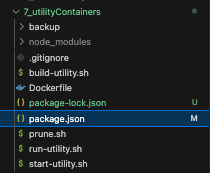 7_utilityContainers
backup
node_modules
.gitignore
build-utility.sh
Dockerfile
package-lock.json U
package.json M
prune.sh
run-utility.sh
start-utility.sh